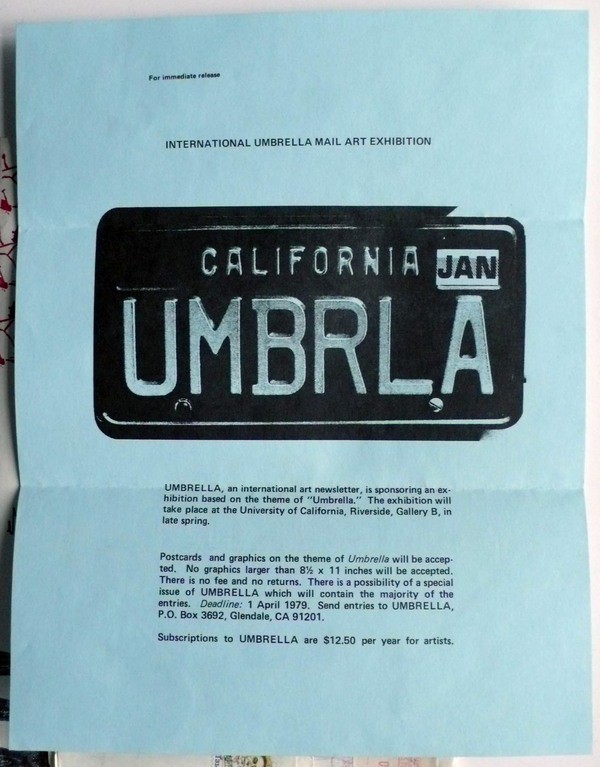 For immediate release
INTERNATIONAL UMBRELLA MAIL ART EXHIBITION
CALIFORNIA JAN
UMBRLA
UMBRELLA, an international art newsletter, is sponsoring an ex-
hibition based on the theme of "Umbrella." The exhibition will
take place at the University of California, Riverside, Gallery B, in
late spring.
Postcards and graphics on the theme of Umbrella will be accep-
ted. No graphics larger than 8½ x 11 inches will be accepted.
There is no fee and no returns. There is a possibility of a special
issue of UMBRELLA which will contain the majority of the
entries. Deadline: 1 April 1979. Send entries to UMBRELLA,
P.O. Box 3692, Glendale, CA 91201.
Subscriptions to UMBRELLA are $12.50 per year for artists.